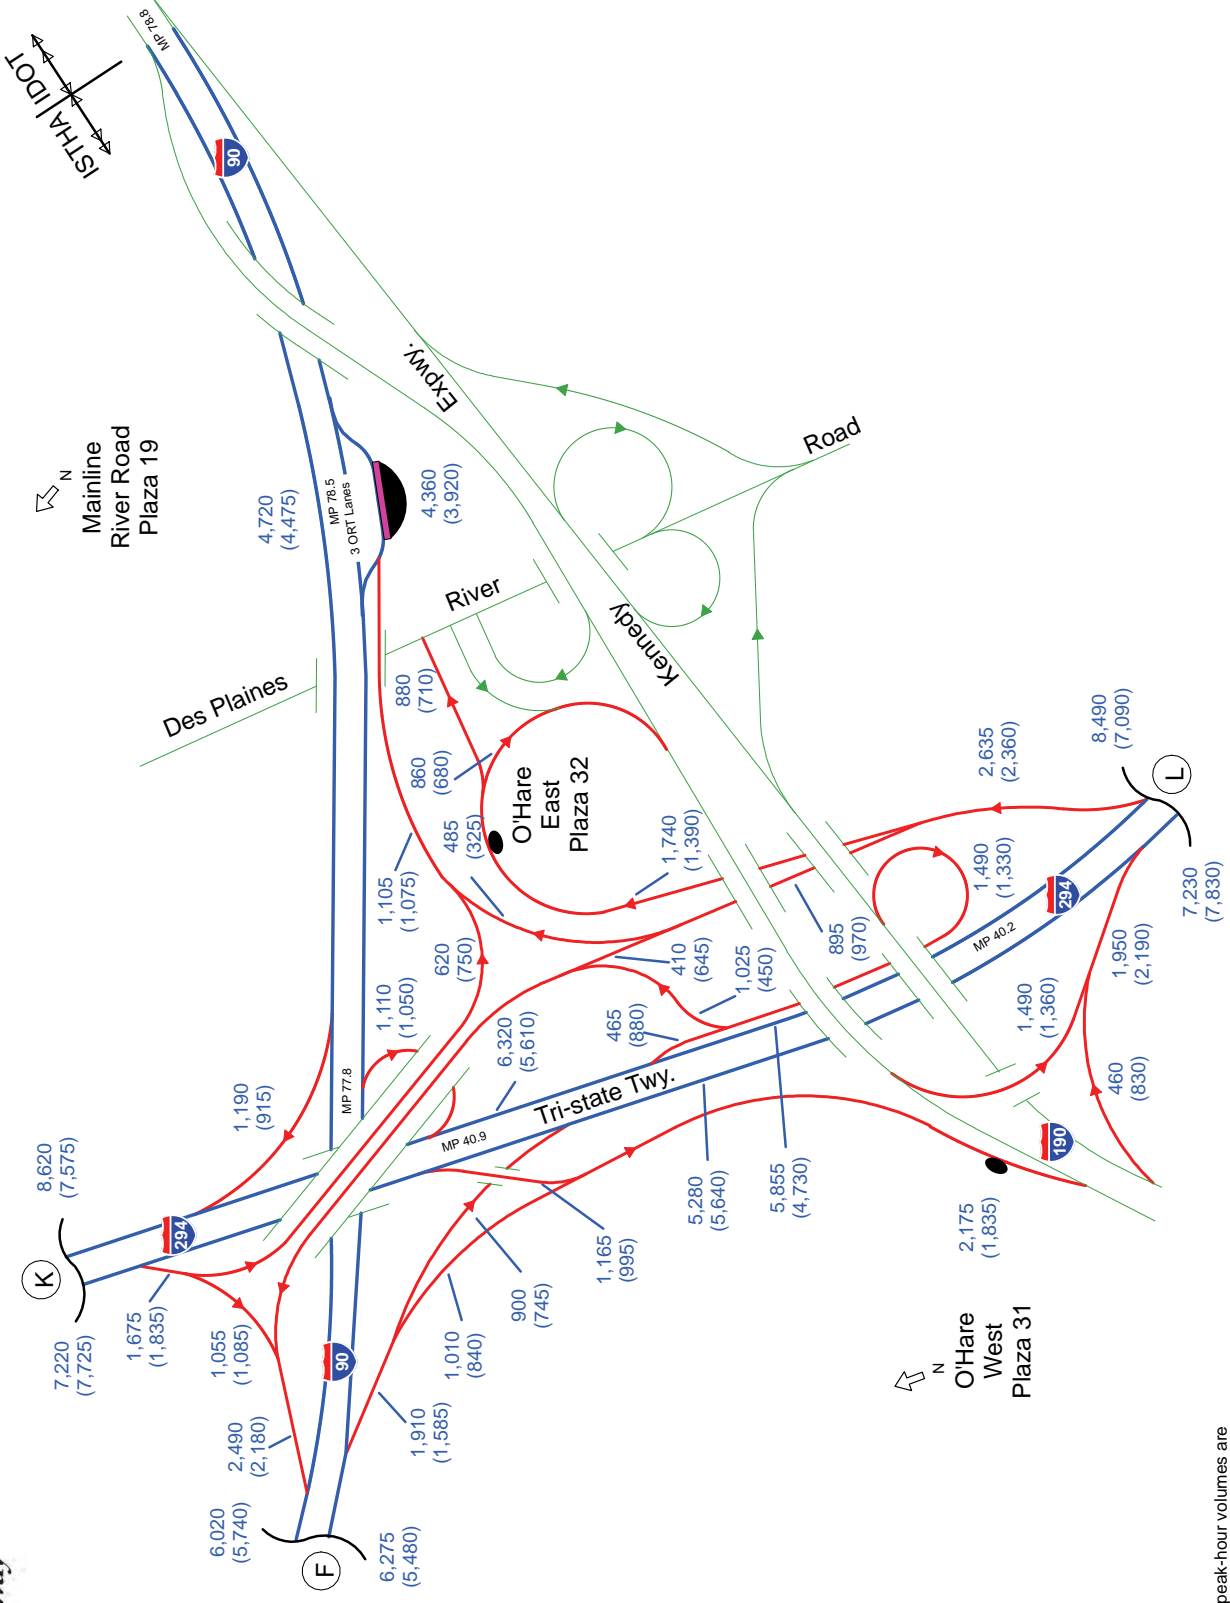 MP 78.8
ISTHA
IDOT
90
N
Mainline
River Road
Plaza 19
4,720
(4,475)
MP 78.5
3 ORT Lanes
4,360
(3,920)
Expwy.
Road
River
Kennedy
Des Plaines
880
(710)
860
(680)
O'Hare
East
Plaza 32
485
(325)
1,105
(1,075)
1,740
(1,390)
2,635
(2,360)
8,490
(7,090)
L
7,230
(7,830)
294
1,490
(1,330)
MP 40.2
895
(970)
620
(750)
410
(645)
1,025
(450)
1,110
(1,050)
465
(880)
6,320
(5,610)
1,950
(2,190)
1,490
(1,360)
460
(830)
MP 77.8
Tri-state Twy.
MP 40.9
1,190
(915)
8,620
(7,575)
294
K
7,220
(7,725)
1,675
(1,835)
1,055
(1,085)
5,280
(5,640)
5,855
(4,730)
190
2,175
(1,835)
1,165
(995)
900
(745)
1,010
(840)
90
1,910
(1,585)
2,490
(2,180)
6,020
(5,740)
F
6,275
(5,480)
N
O'Hare
West
Plaza 31
peak-hour volumes are